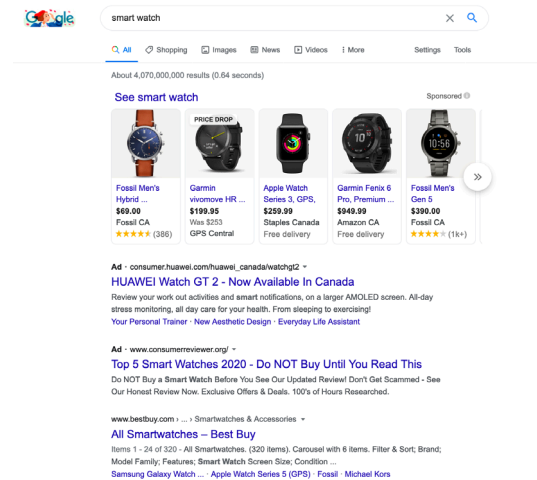 Google
smart watch
All Shopping Images News Videos More Settings Tools
About 4,070,000,000 results (0.64 seconds)
See smart watch Sponsored
PRICE DROP
Fossil Men's
Hybrid ...
$69.00
Fossil CA
(386)
Garmin
vivomove HR ...
$199.95
Was $253
GPS Central
Apple Watch
Series 3, GPS,
$259.99
Staples Canada
Free delivery
Garmin Fenix 6
Pro, Premium ...
$949.99
Amazon CA
Free delivery
Fossil Men's
Gen 5
$390.00
Fossil CA
(1k+)
Ad · consumer.huawei.com/huawei_canada/watchgt2
HUAWEI Watch GT 2 - Now Available In Canada
Review your work out activities and smart notifications, on a larger AMOLED screen. All-day
stress monitoring, all day care for your health. From sleeping to exercising!
Your Personal Trainer · New Aesthetic Design · Everyday Life Assistant
Ad · www.consumerreviewer.org/
Top 5 Smart Watches 2020 - Do NOT Buy Until You Read This
Do NOT Buy a Smart Watch Before You See Our Updated Review! Don't Get Scammed - See
Our Honest Review Now. Exclusive Offers & Deals. 100's of Hours Researched.
www.bestbuy.com › ... › Smartwatches & Accessories
All Smartwatches – Best Buy
Items 1 - 24 of 320 - All Smartwatches. (320 items). Carousel with 6 items. Filter & Sort; Brand;
Model Family; Features; Smart Watch Screen Size; Condition ...
Samsung Galaxy Watch ... · Apple Watch Series 5 (GPS) · Fossil · Michael Kors